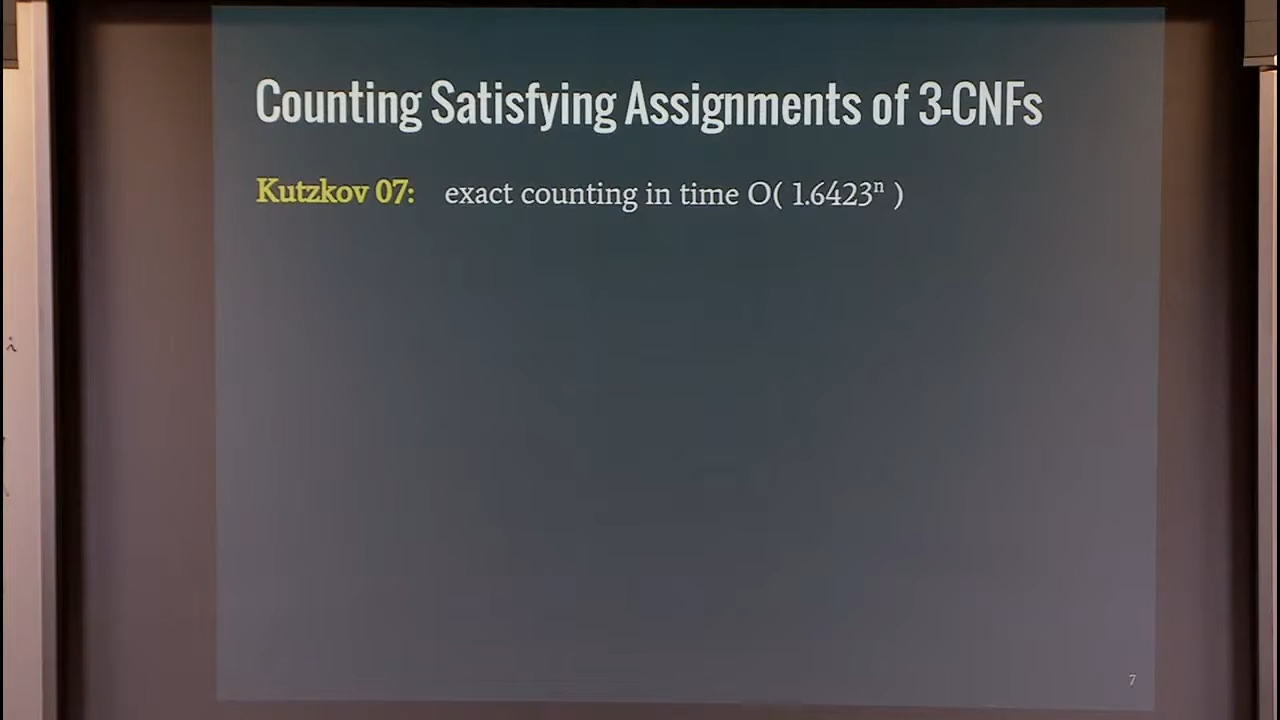 Counting Satisfying Assignments of 3-CNFs
Kutzkov 07: exact counting in time O( 1.6423ⁿ )
7
i